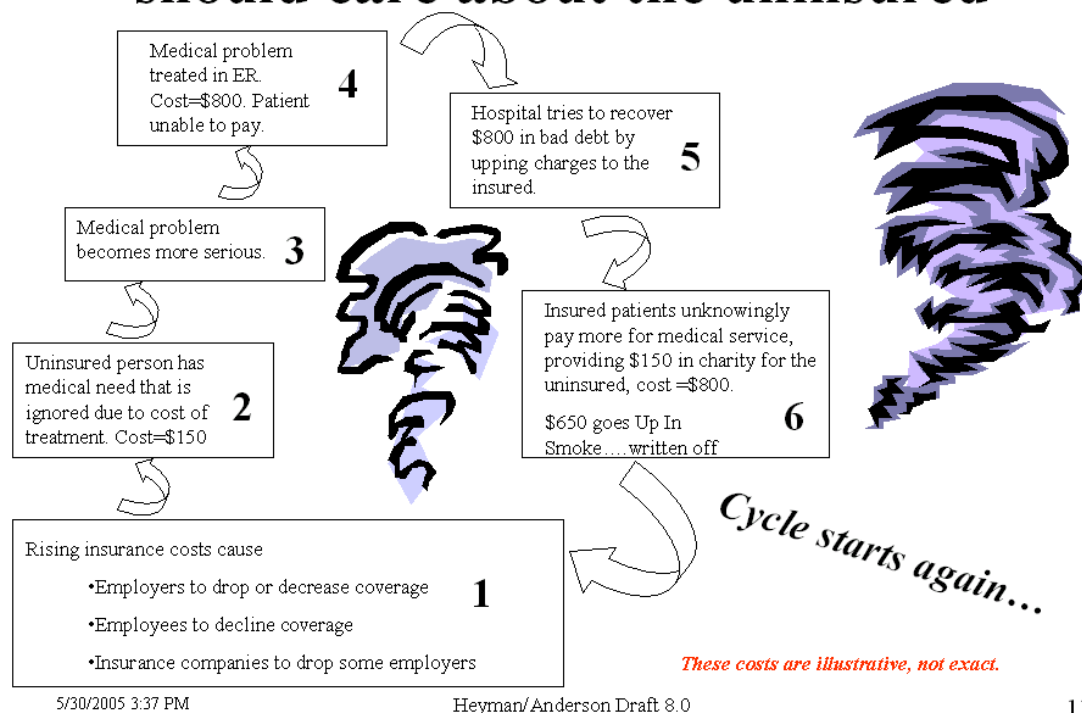 should care about the uninsured
Medical problem
treated in ER.
Cost=$800. Patient
unable to pay.
4
Hospital tries to recover
$800 in bad debt by
upping charges to the
insured.
5
Medical problem
becomes more serious.
3
Insured patients unknowingly
pay more for medical service,
providing $150 in charity for the
uninsured, cost =$800.
$650 goes Up In
Smoke....written off
6
Uninsured person has
medical need that is
ignored due to cost of
treatment. Cost=$150
2
Rising insurance costs cause
•Employers to drop or decrease coverage
•Employees to decline coverage
•Insurance companies to drop some employers
1
Cycle starts again...
These costs are illustrative, not exact.
5/30/2005 3:37 PM
Heyman/Anderson Draft 8.0